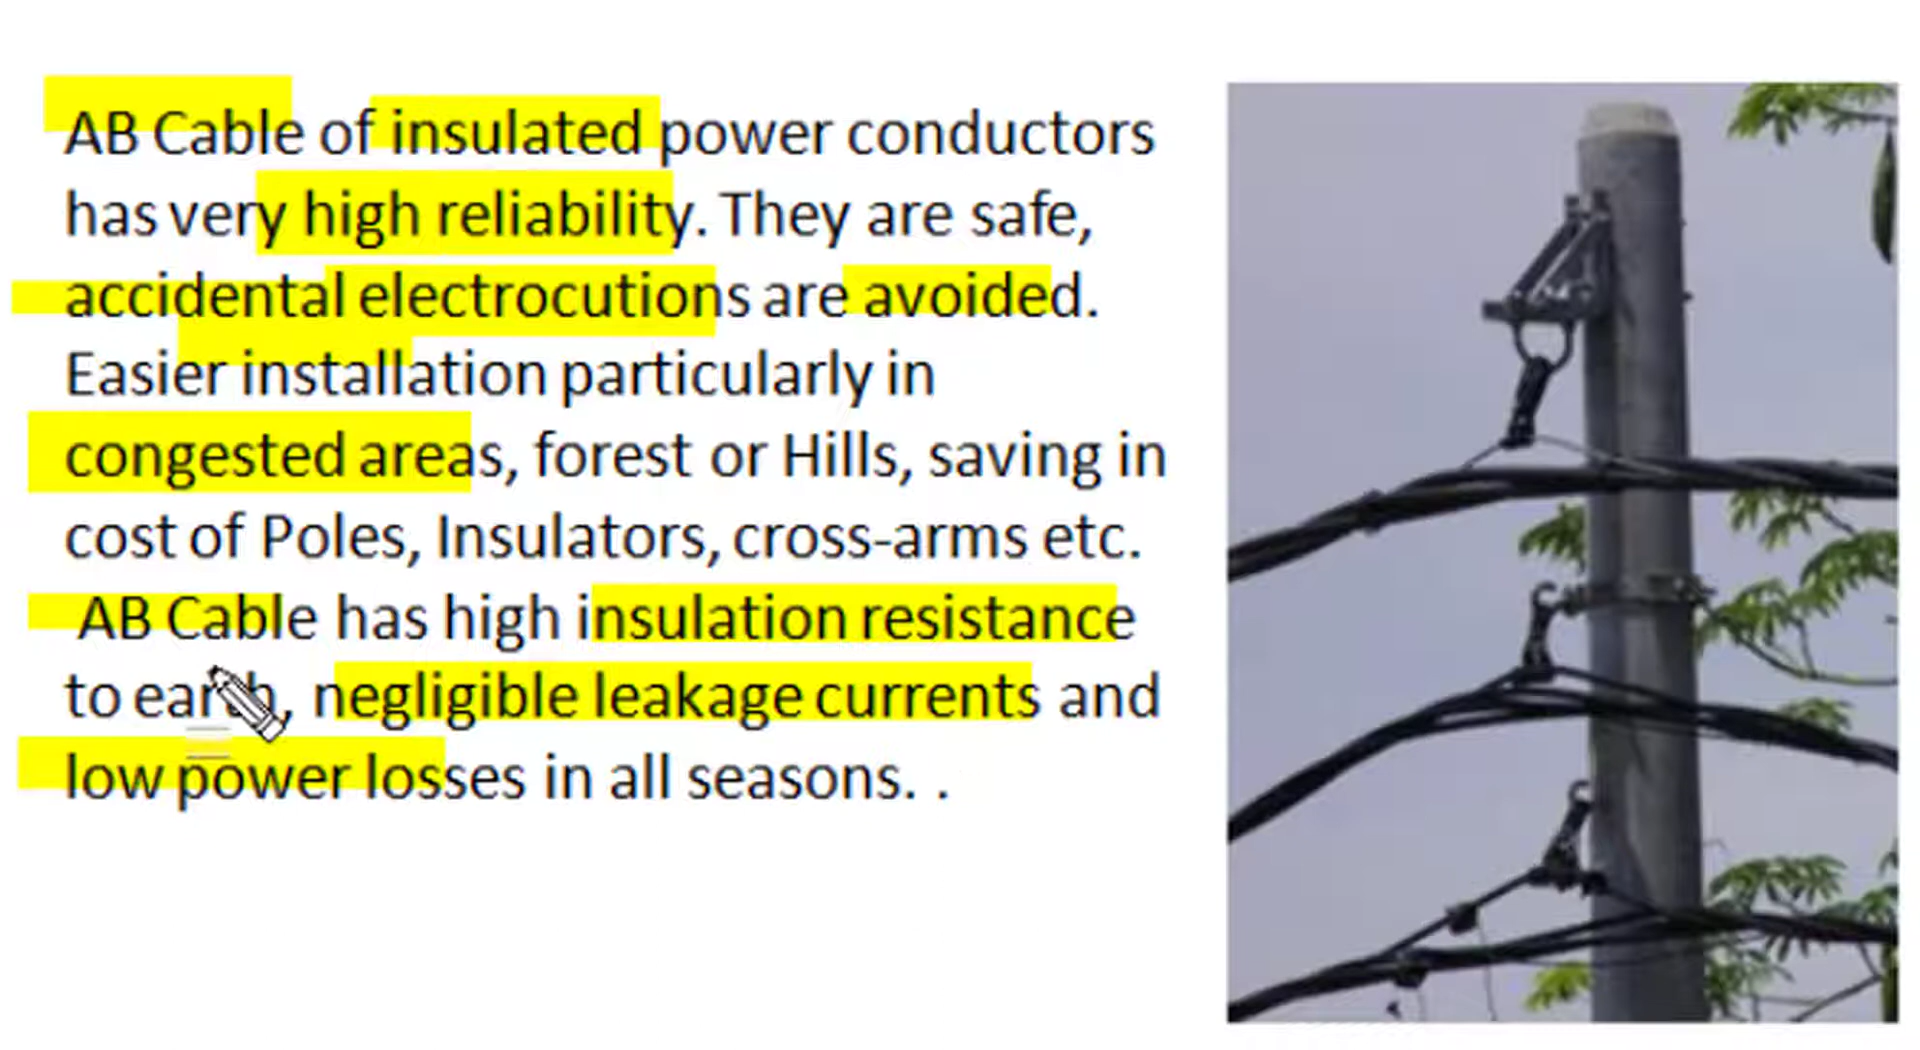 AB Cable of insulated power conductors
has very high reliability. They are safe,
accidental electrocutions are avoided.
Easier installation particularly in
congested areas, forest or Hills, saving in
cost of Poles, Insulators, cross-arms etc.
AB Cable has high insulation resistance
to earth, negligible leakage currents and
low power losses in all seasons. .